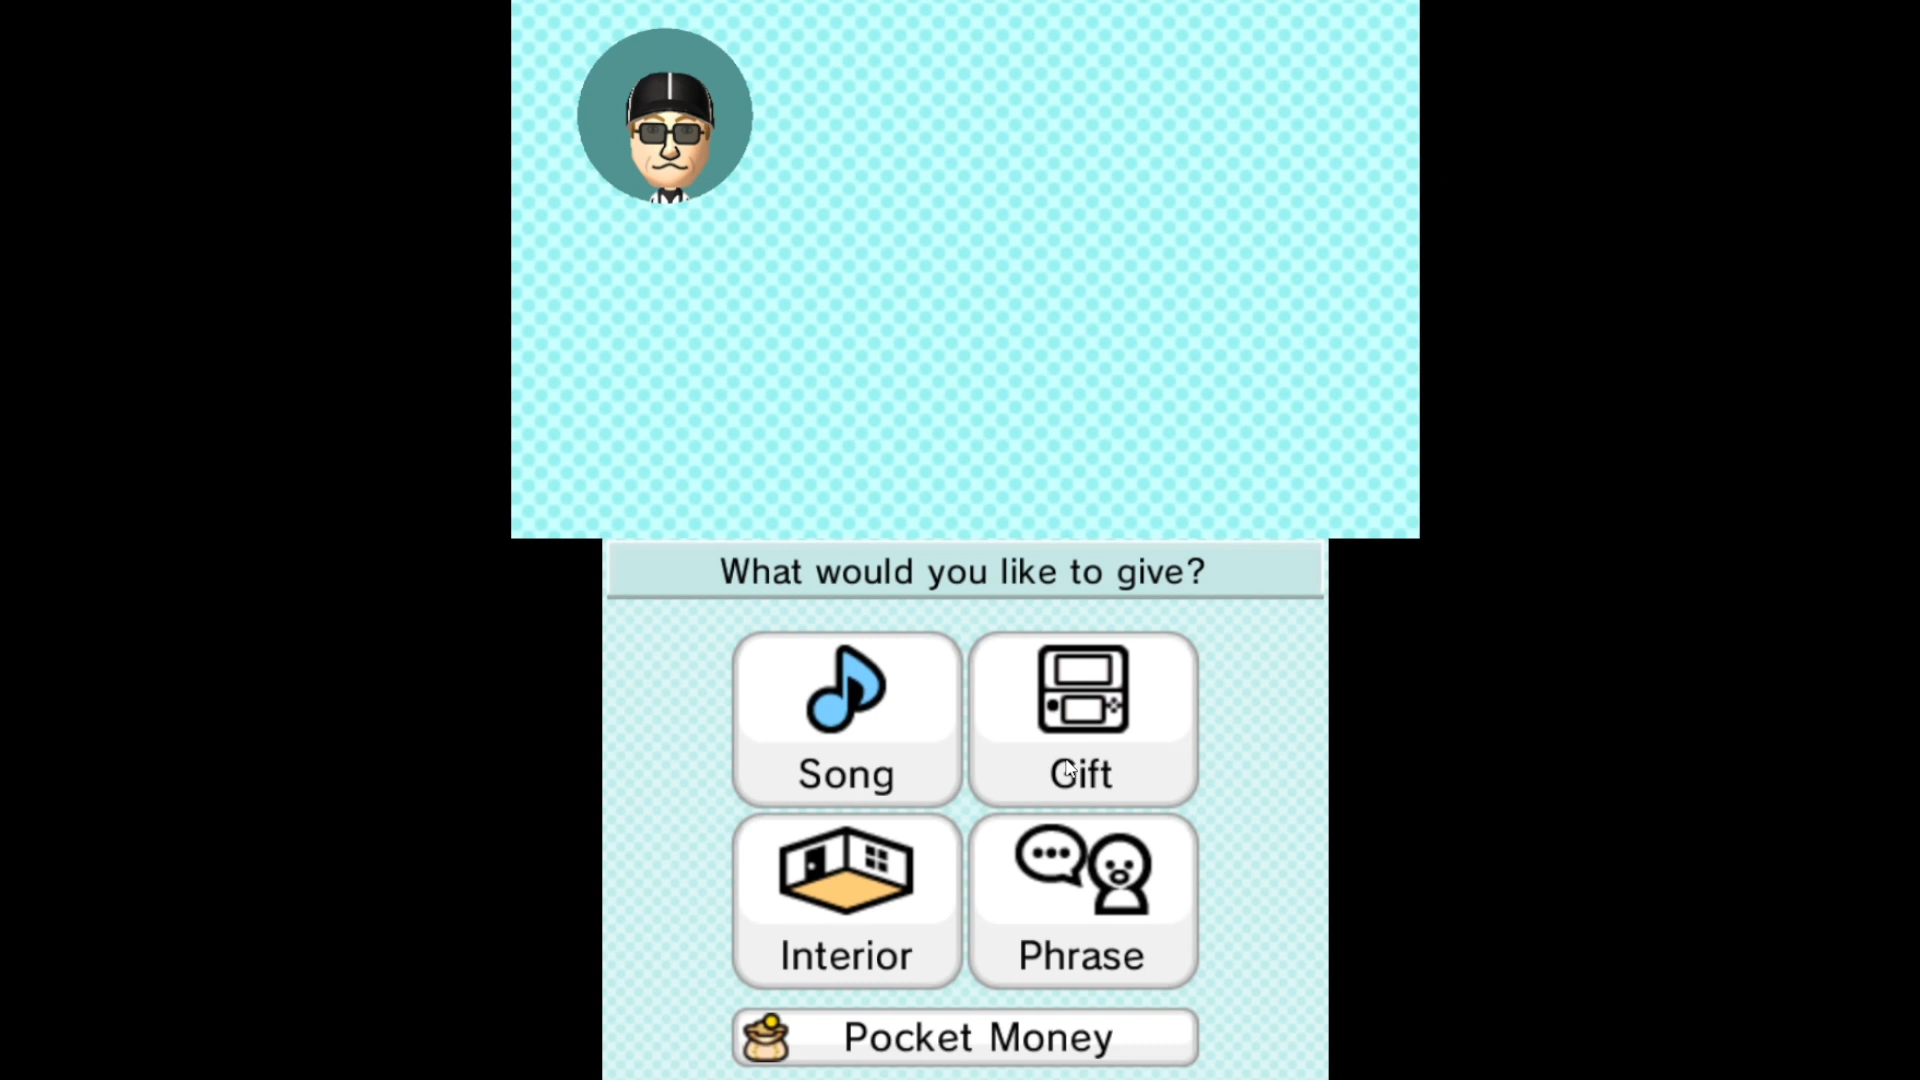 What would you like to give?
Song
Gift
Interior
Phrase
Pocket Money